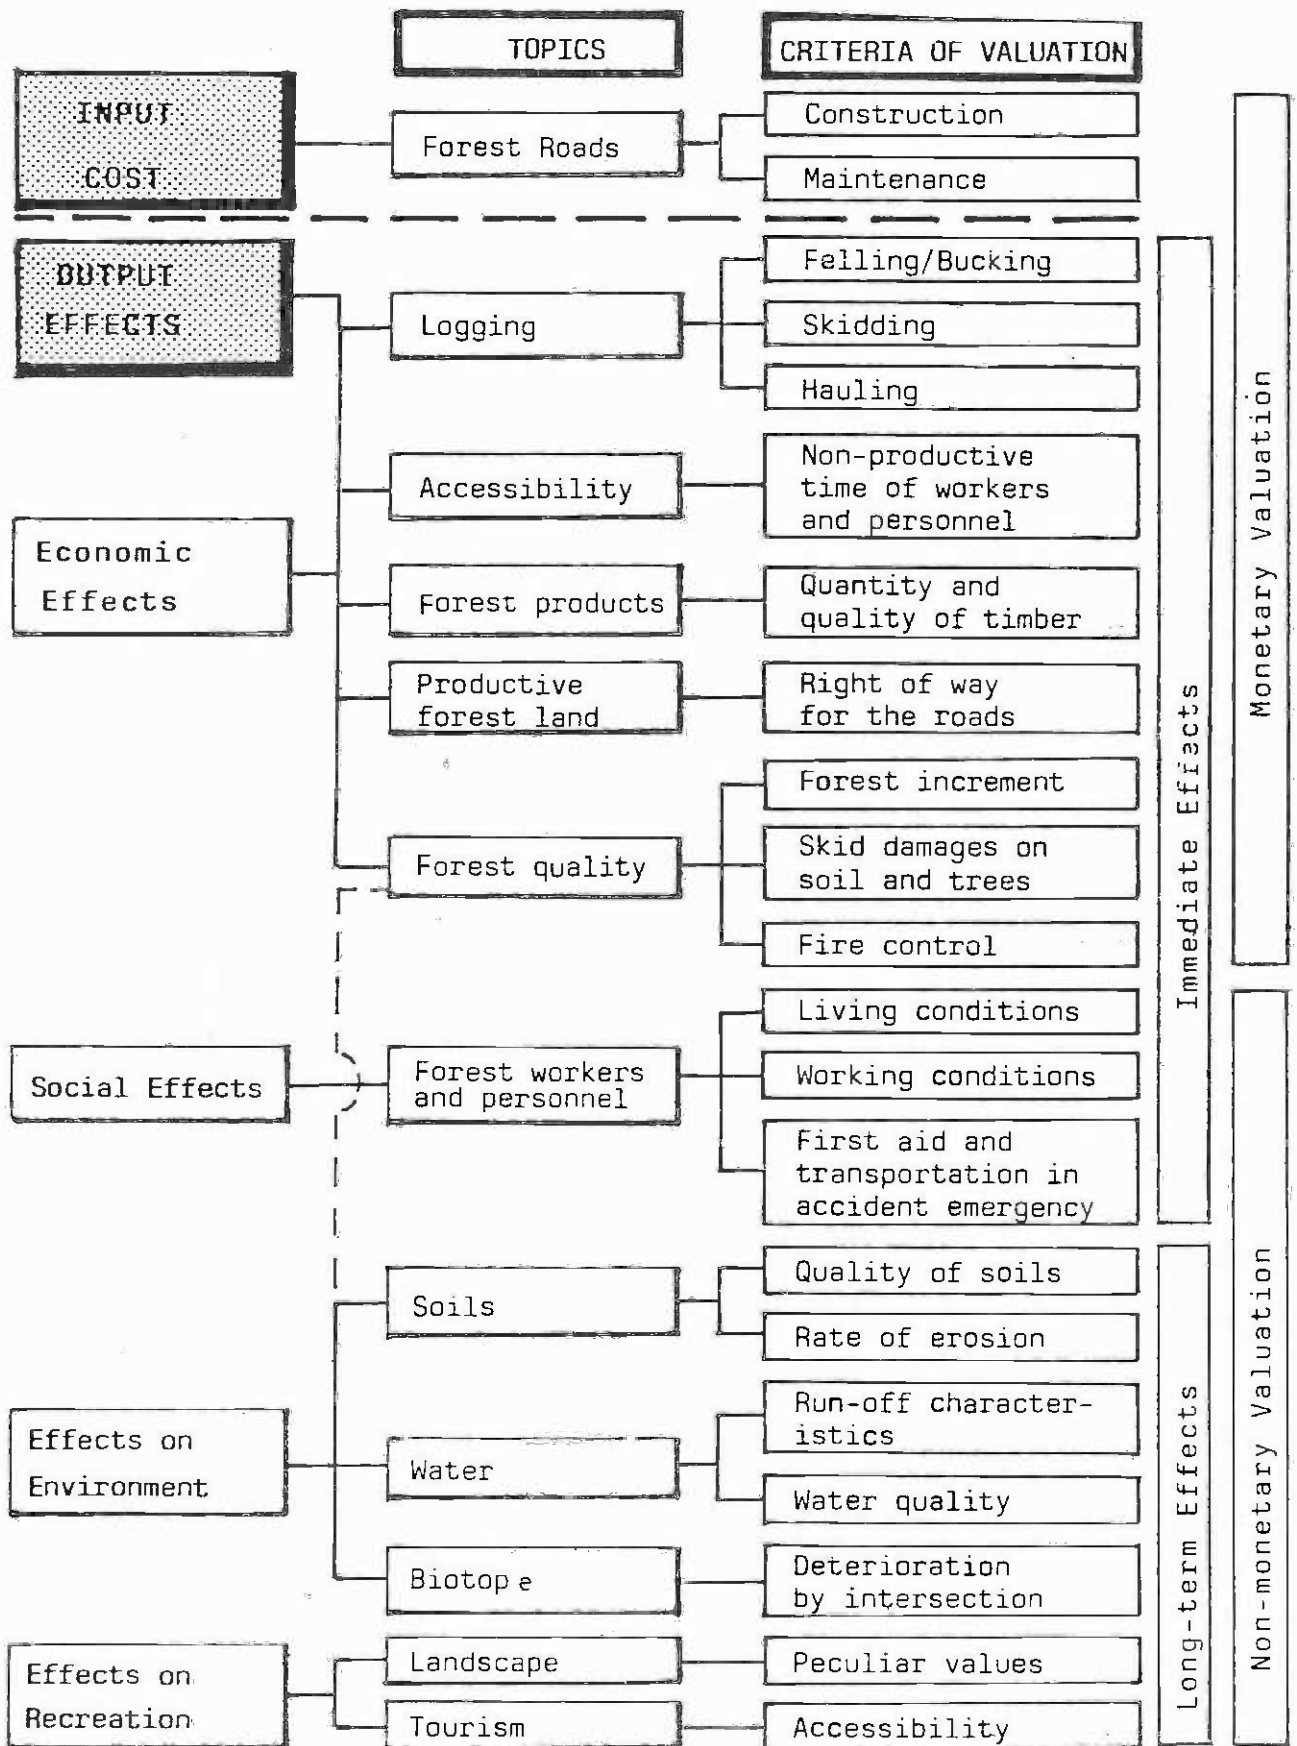 TOPICS
CRITERIA OF VALUATION
INPUT
COST
Forest Roads
Construction
Maintenance
OUTPUT
EFFECTS
Logging
Felling/Bucking
Skidding
Hauling
Accessibility
Non-productive
time of workers
and personnel
Economic
Effects
Forest products
Quantity and
quality of timber
Productive
forest land
Right of way
for the roads
Forest quality
Forest increment
Skid damages on
soil and trees
Fire control
Social Effects
Forest workers
and personnel
Living conditions
Working conditions
First aid and
transportation in
accident emergency
Effects on
Environment
Soils
Quality of soils
Rate of erosion
Water
Run-off character-
istics
Water quality
Biotope
Deterioration
by intersection
Effects on
Recreation
Landscape
Peculiar values
Tourism
Accessibility
Immediate Effects
Long-term Effects
Monetary Valuation
Non-monetary Valuation